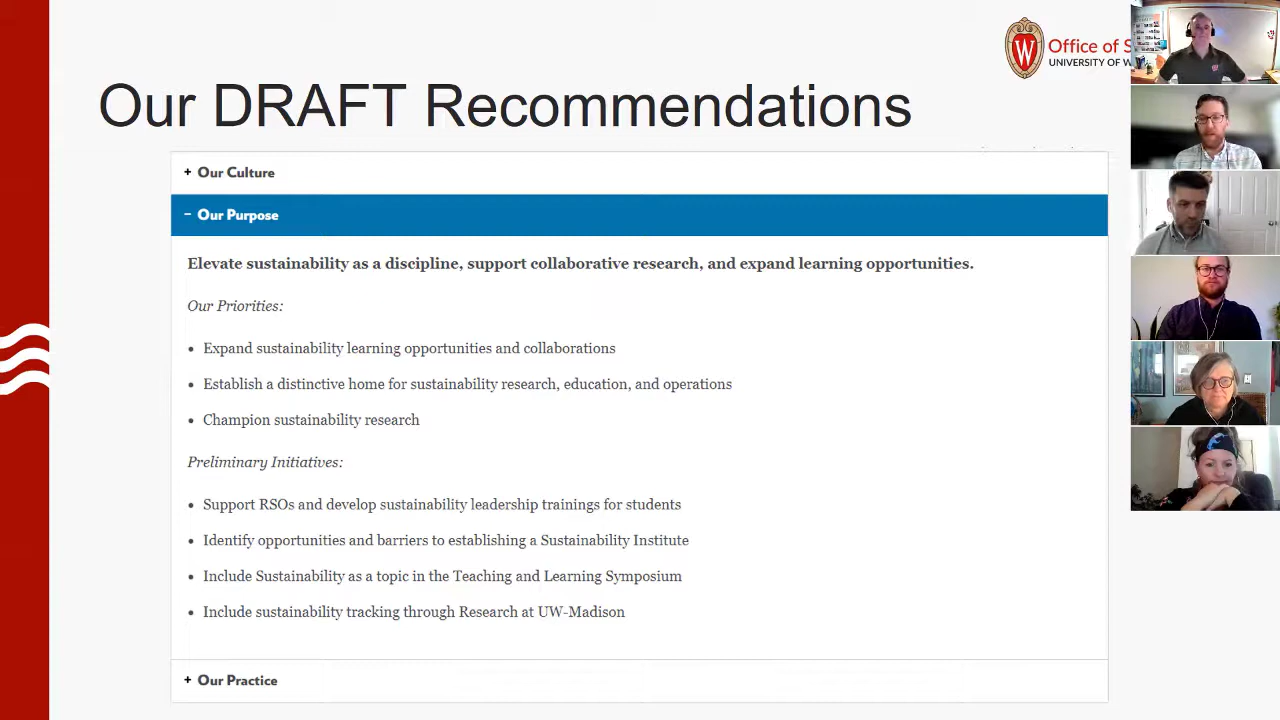 Office of
UNIVERSITY OF
W
Our DRAFT Recommendations
+ Our Culture
− Our Purpose
Elevate sustainability as a discipline, support collaborative research, and expand learning opportunities.
Our Priorities:
• Expand sustainability learning opportunities and collaborations
• Establish a distinctive home for sustainability research, education, and operations
• Champion sustainability research
Preliminary Initiatives:
• Support RSOs and develop sustainability leadership trainings for students
• Identify opportunities and barriers to establishing a Sustainability Institute
• Include Sustainability as a topic in the Teaching and Learning Symposium
• Include sustainability tracking through Research at UW-Madison
+ Our Practice